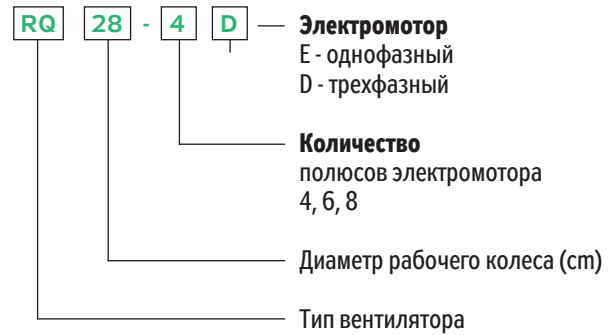 RQ 28 - 4 D
Электромотор
E - однофазный
D - трехфазный
Количество
полюсов электромотора
4, 6, 8
Диаметр рабочего колеса (cm)
Тип вентилятора